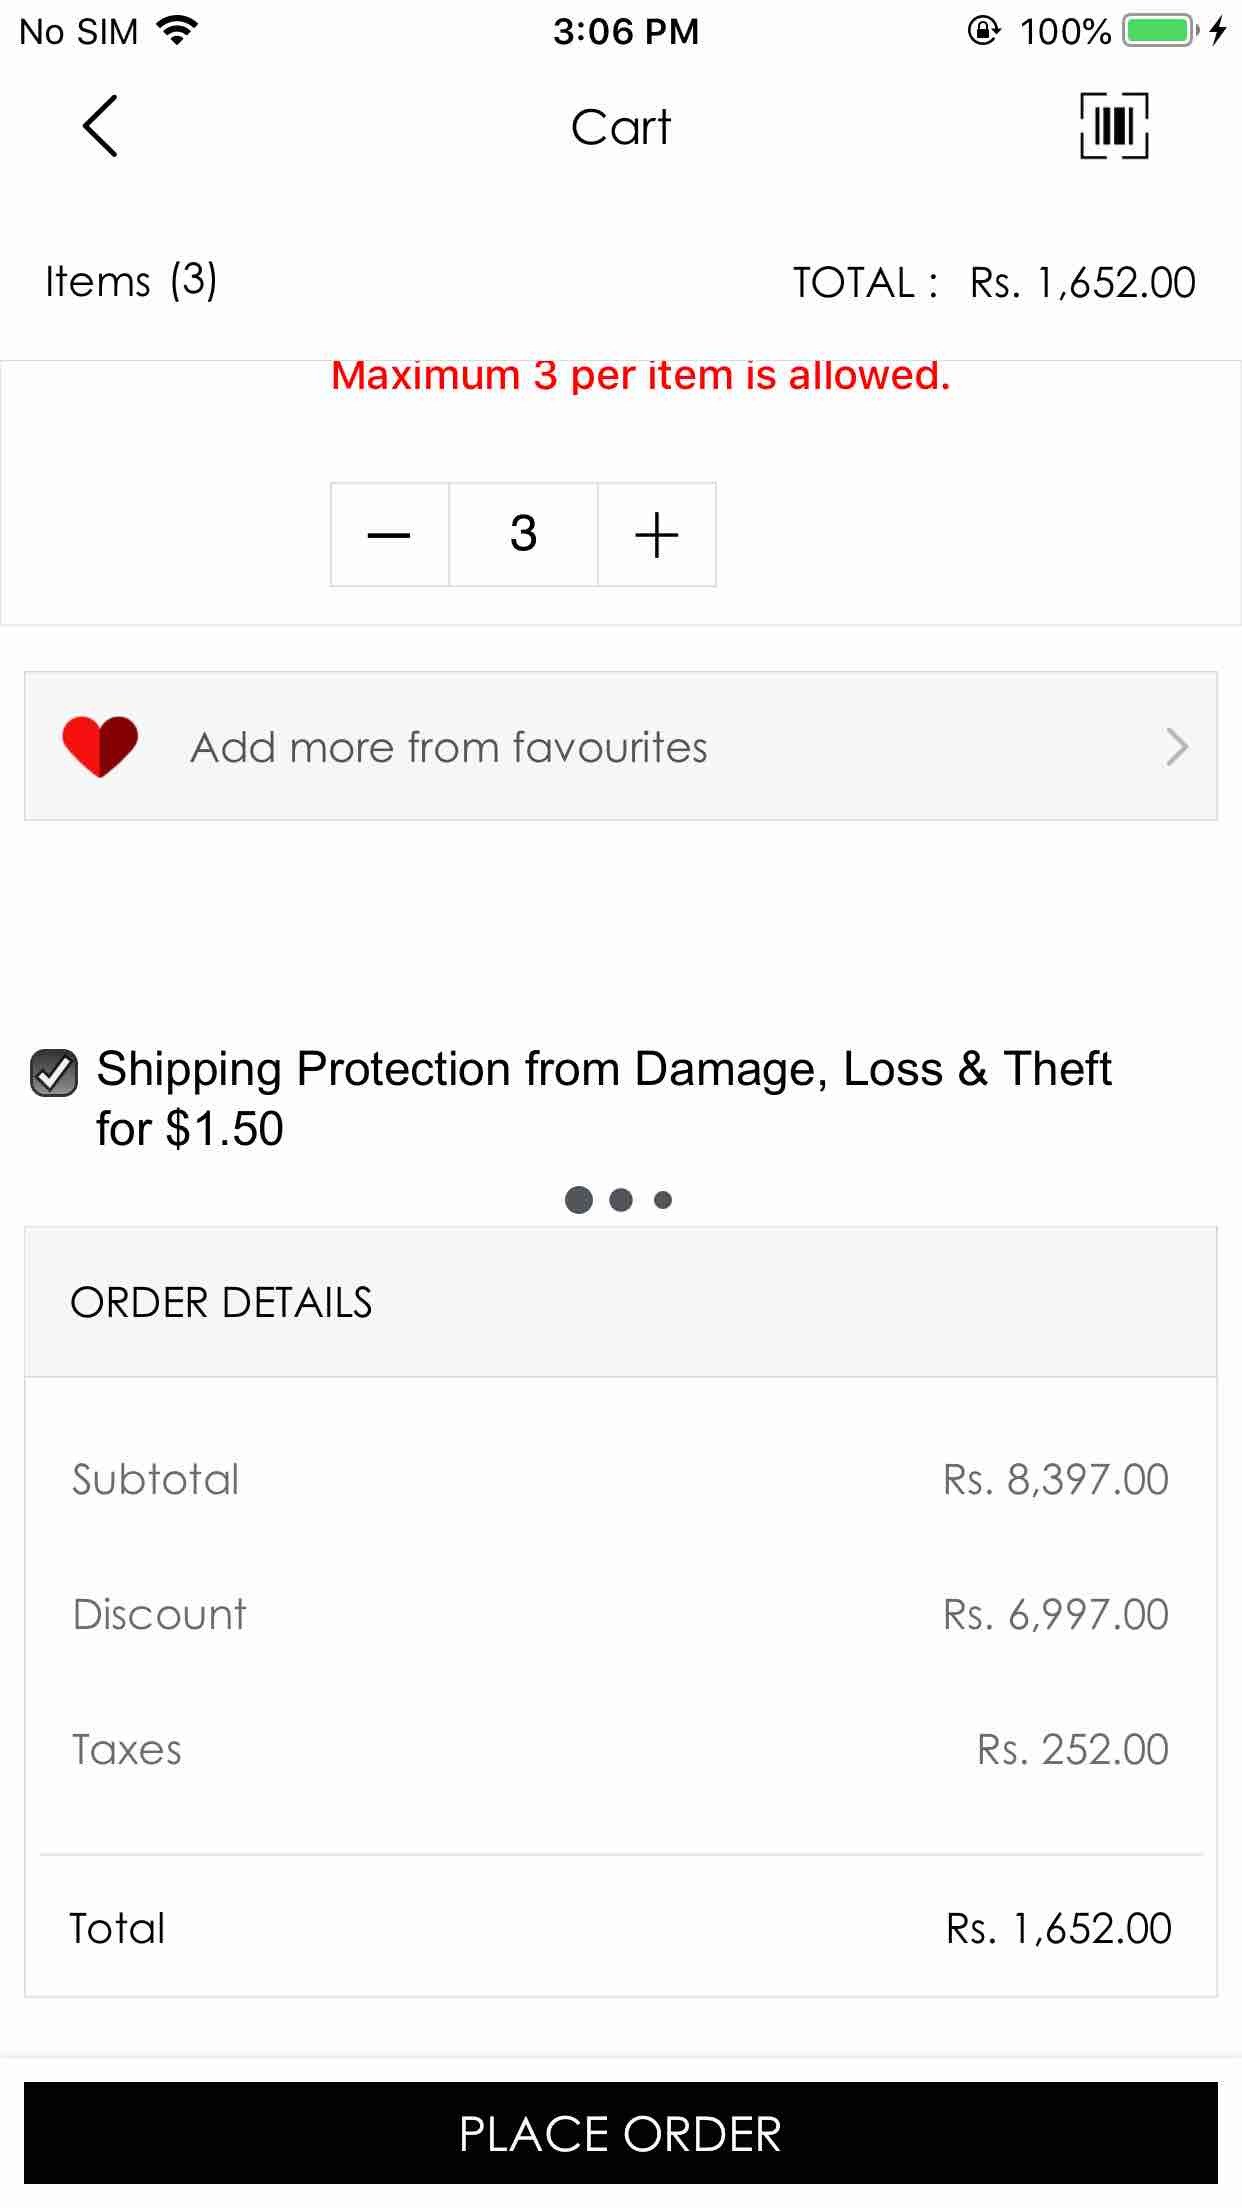 No SIM 3:06 PM 100%
Cart
Items (3) TOTAL : Rs. 1,652.00
Maximum 3 per item is allowed.
3
Add more from favourites
Shipping Protection from Damage, Loss & Theft
for $1.50
ORDER DETAILS
Subtotal Rs. 8,397.00
Discount Rs. 6,997.00
Taxes Rs. 252.00
Total Rs. 1,652.00
PLACE ORDER